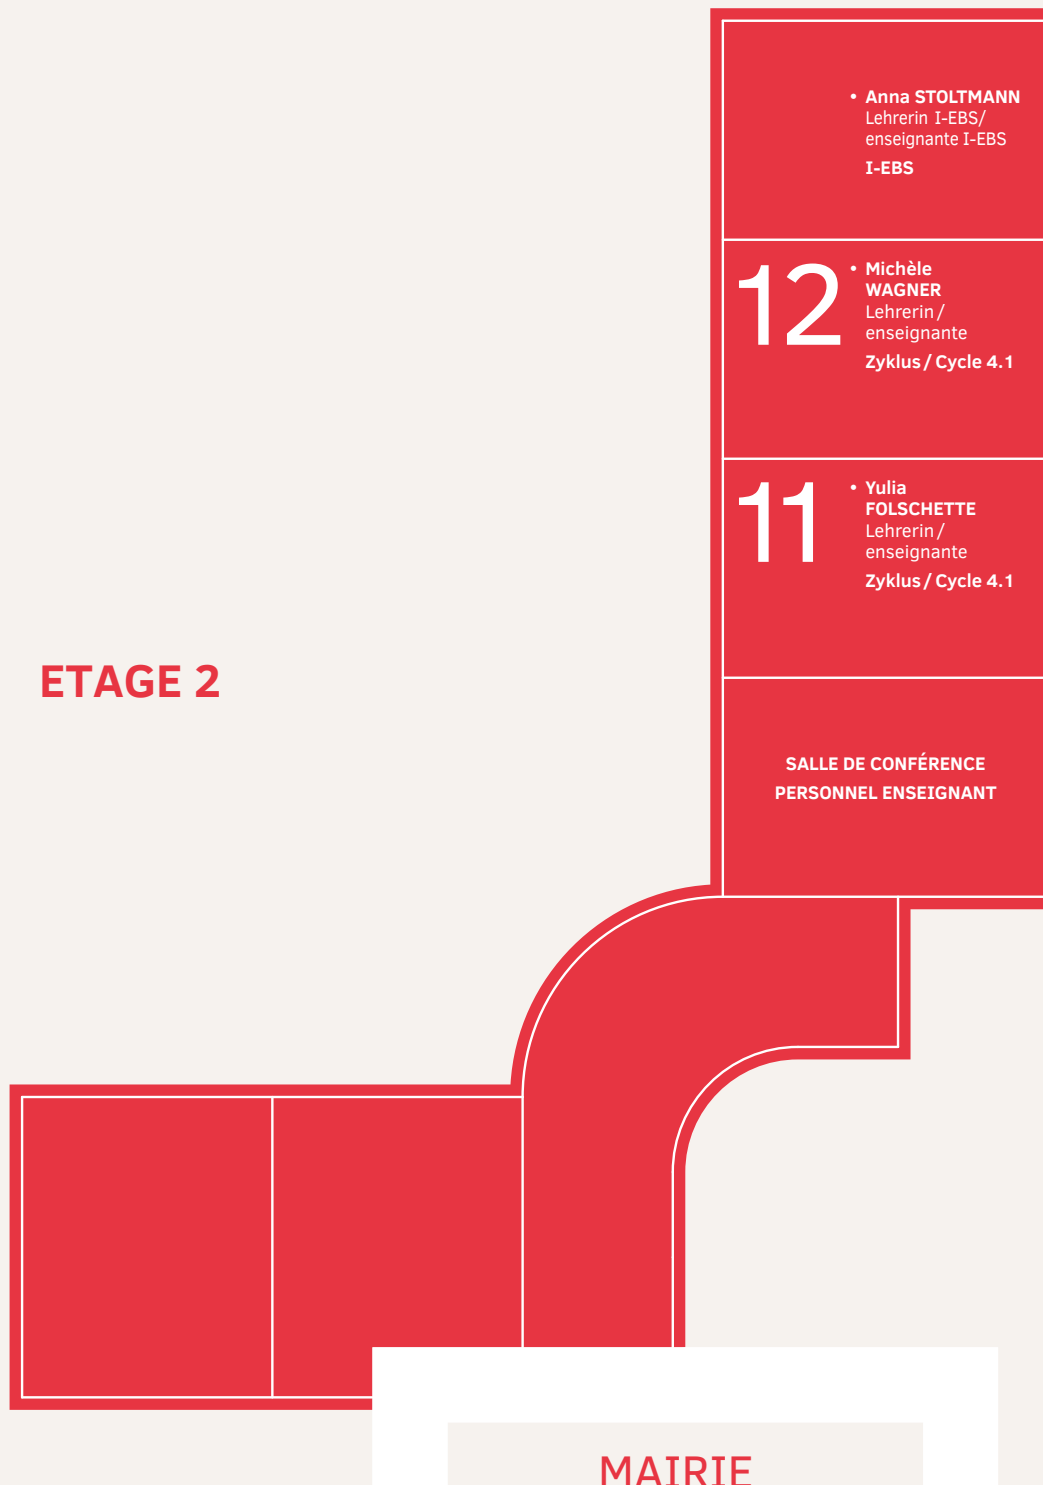 • Anna STOLTMANN
Lehrerin I-EBS/
enseignante I-EBS
I-EBS
12
• Michèle
WAGNER
Lehrerin/
enseignante
Zyklus/Cycle 4.1
11
• Yulia
FOLSCHETTE
Lehrerin/
enseignante
Zyklus/Cycle 4.1
ETAGE 2
SALLE DE CONFÉRENCE
PERSONNEL ENSEIGNANT
MAIRIE